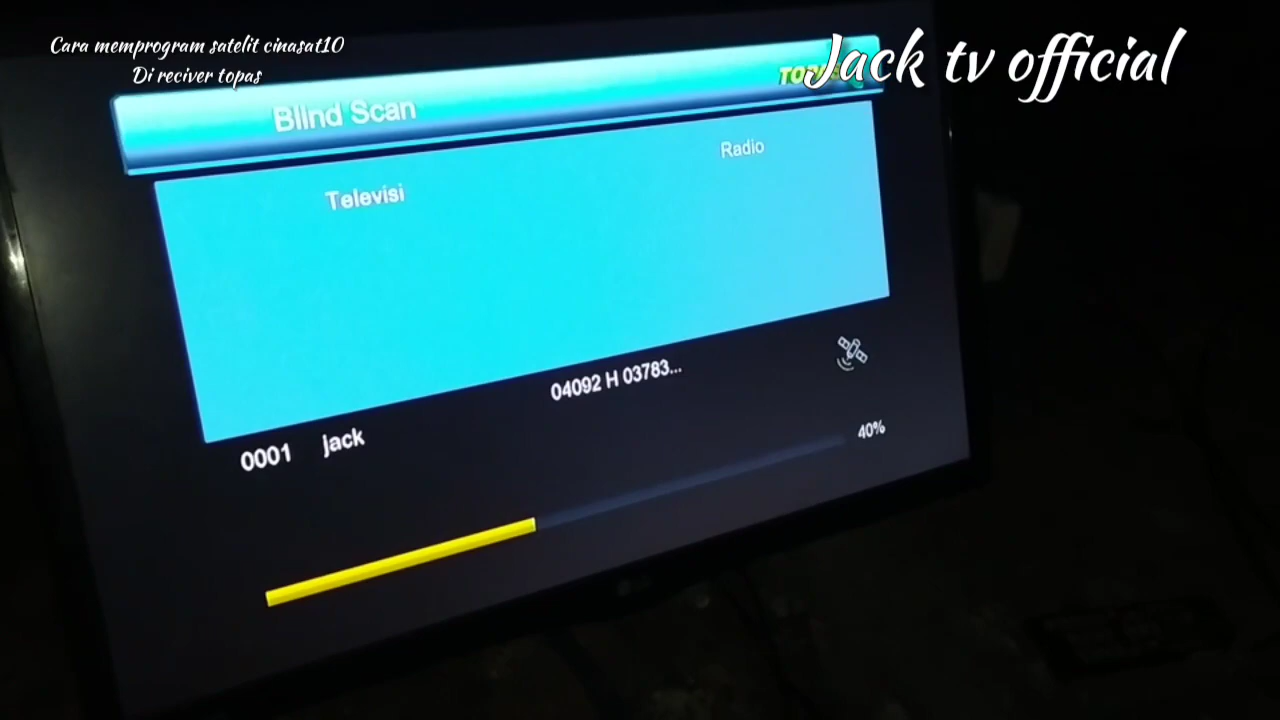 Cara memprogram satelit cinasat10
Di reciver topas
Jack tv official
Blind Scan
Televisi
Radio
04092 H 03783...
0001 jack
40%